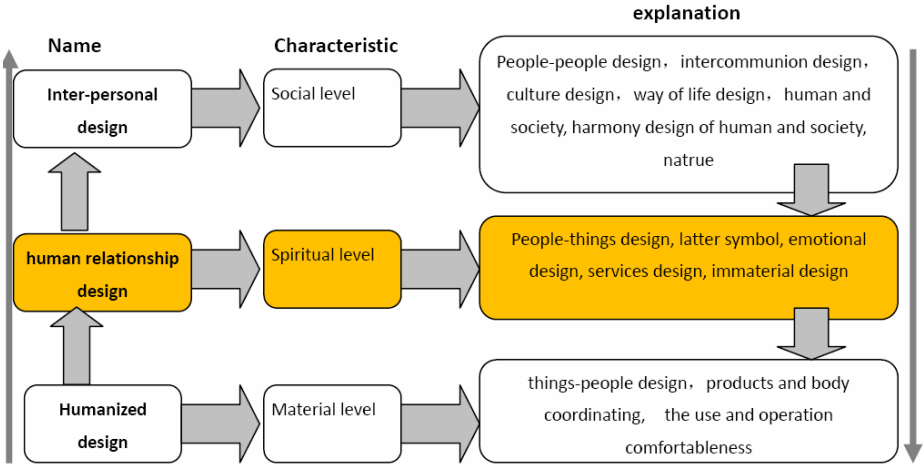 Name
Characteristic
explanation
Inter-personal
design
Social level
People-people design，intercommunion design，
culture design，way of life design，human and
society, harmony design of human and society,
natrue
human relationship
design
Spiritual level
People-things design, latter symbol, emotional
design, services design, immaterial design
Humanized
design
Material level
things-people design，products and body
coordinating,   the use and operation
comfortableness